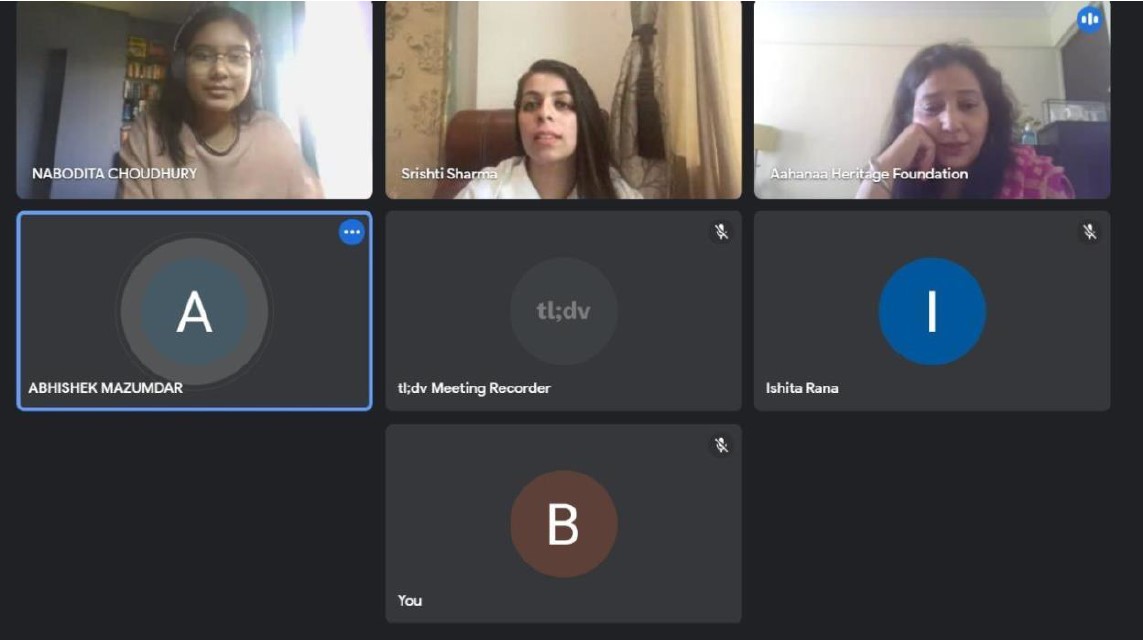 NABODITA CHOUDHURY
Srishti Sharma
Aahanaa Heritage Foundation
A
ABHISHEK MAZUMDAR
tl;dv
tl;dv Meeting Recorder
I
Ishita Rana
B
You